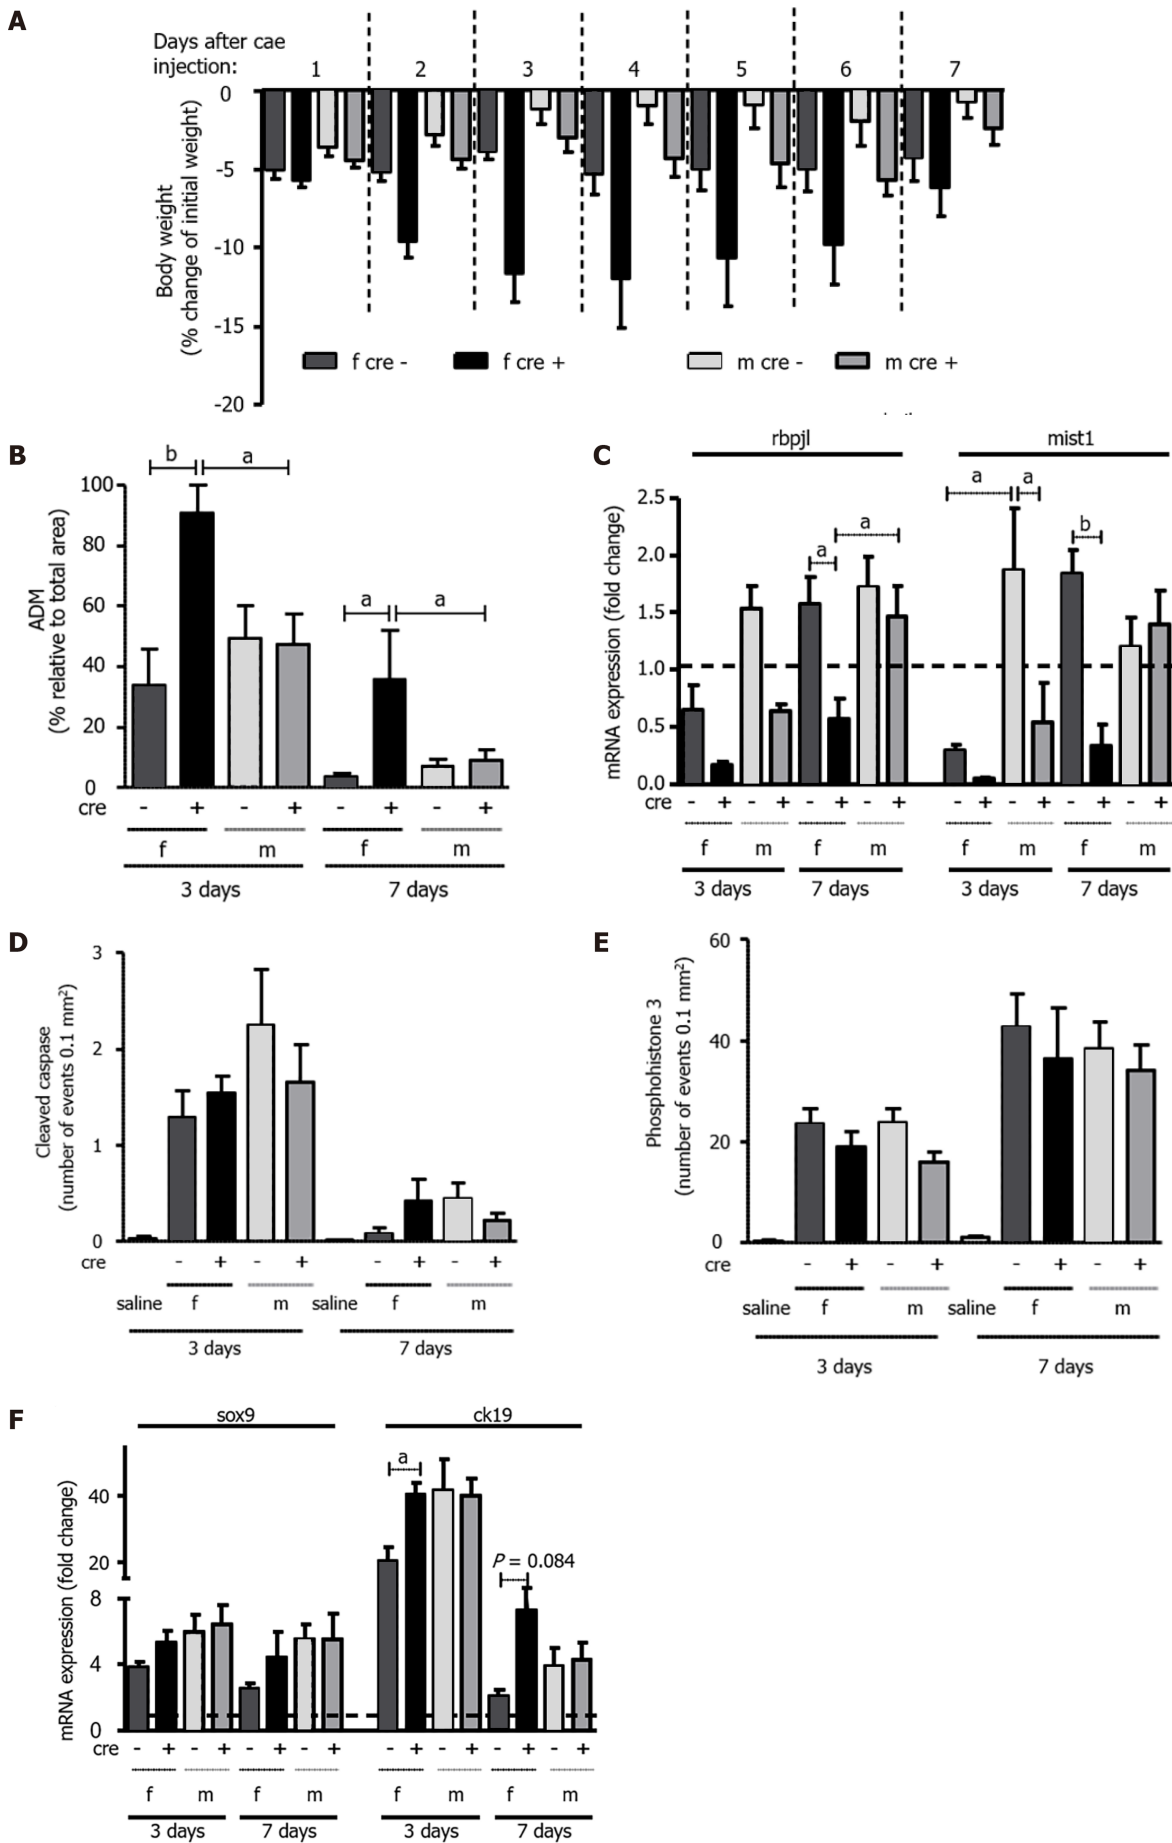 A
Days after cae
injection:
1 2 3 4 5 6 7
Body weight
(% change of initial weight)
0
-5
-10
-15
-20
f cre - f cre + m cre - m cre +
B
ADM
(% relative to total area)
b a
a a
100
80
60
40
20
0
cre - + - + - + - +
f m f m
3 days 7 days
C
rbpjl mist1
mRNA expression (fold change)
a a
b
a
a
2.5
2.0
1.5
1.0
0.5
0.0
cre - + - + - + - + - + - + - + - +
f m f m f m f m
3 days 7 days 3 days 7 days
D
Cleaved caspase
(number of events 0.1 mm²)
3
2
1
0
cre - + - + - + - +
saline f m saline f m
3 days 7 days
E
Phosphohistone 3
(number of events 0.1 mm²)
60
40
20
0
cre - + - + - + - +
saline f m saline f m
3 days 7 days
F
sox9 ck19
mRNA expression (fold change)
a
P = 0.084
40
20
8
4
0
cre - + - + - + - + - + - + - + - +
f m f m f m f m
3 days 7 days 3 days 7 days